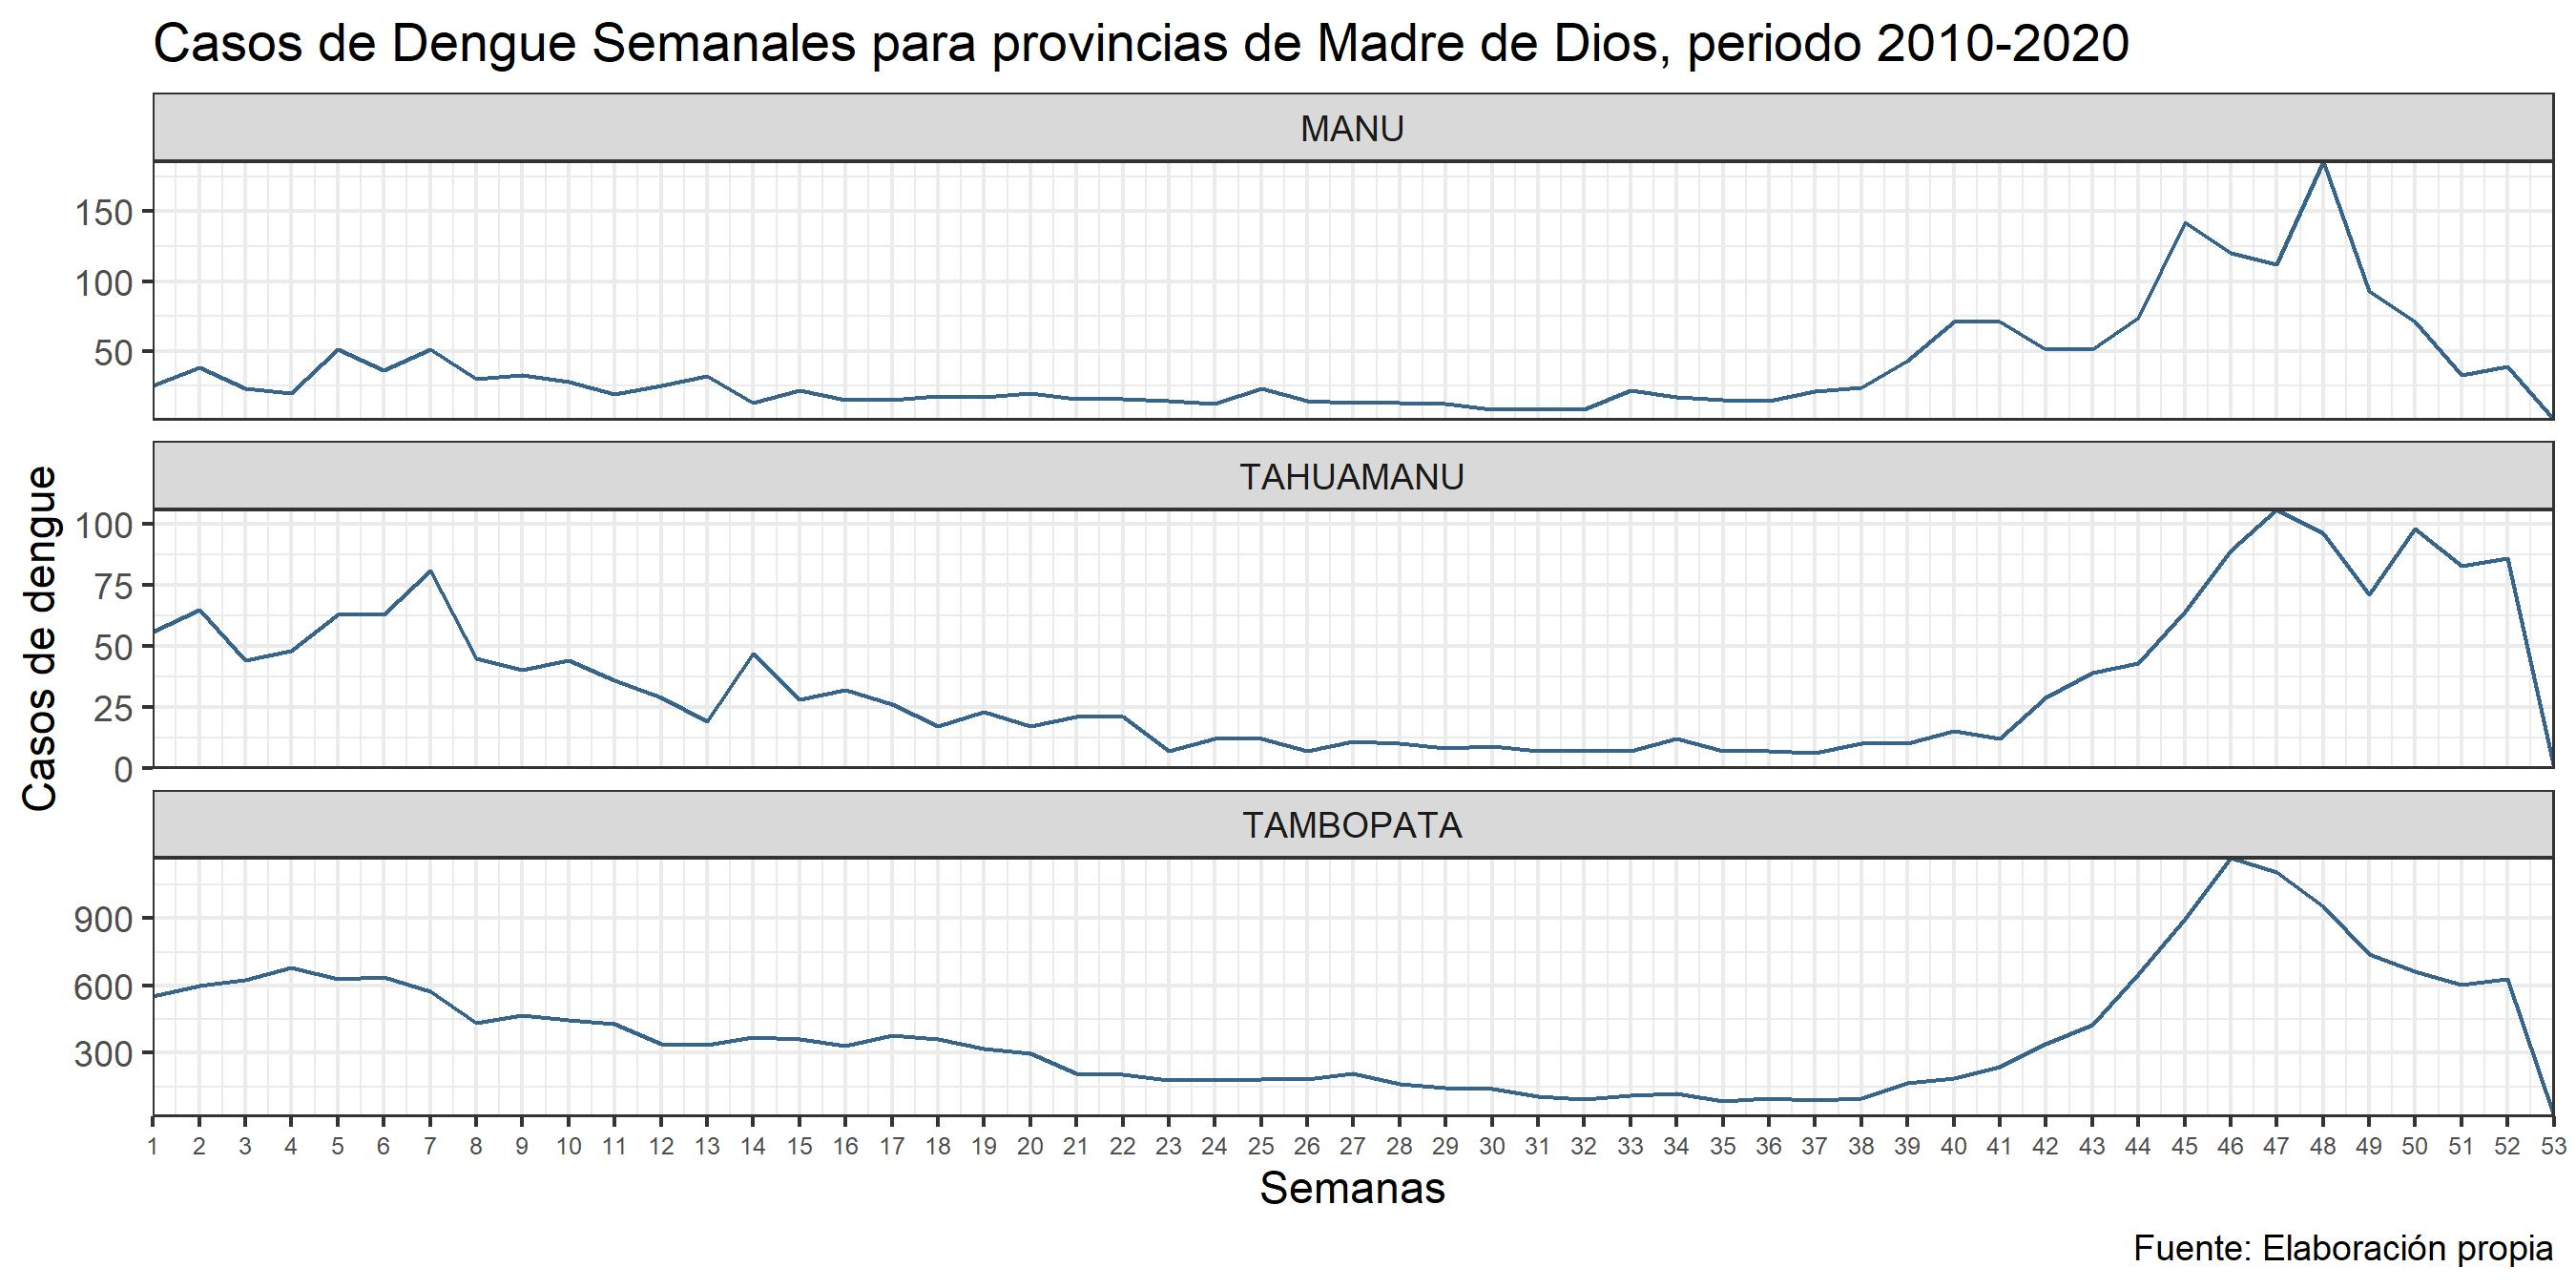 Casos de Dengue Semanales para provincias de Madre de Dios, periodo 2010-2020
MANU
150
100
50
TAHUAMANU
100
75
50
25
0
Casos de dengue
TAMBOPATA
900
600
300
1 2 3 4 5 6 7 8 9 10 11 12 13 14 15 16 17 18 19 20 21 22 23 24 25 26 27 28 29 30 31 32 33 34 35 36 37 38 39 40 41 42 43 44 45 46 47 48 49 50 51 52 53
Semanas
Fuente: Elaboración propia